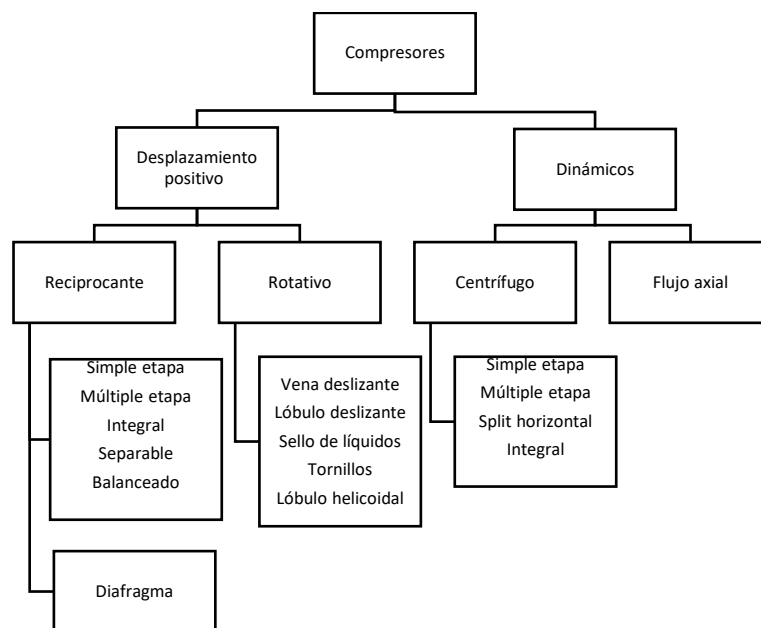 Compresores
Desplazamiento
positivo
Dinámicos
Reciprocante
Rotativo
Centrífugo
Flujo axial
Simple etapa
Múltiple etapa
Integral
Separable
Balanceado
Vena deslizante
Lóbulo deslizante
Sello de líquidos
Tornillos
Lóbulo helicoidal
Simple etapa
Múltiple etapa
Split horizontal
Integral
Diafragma